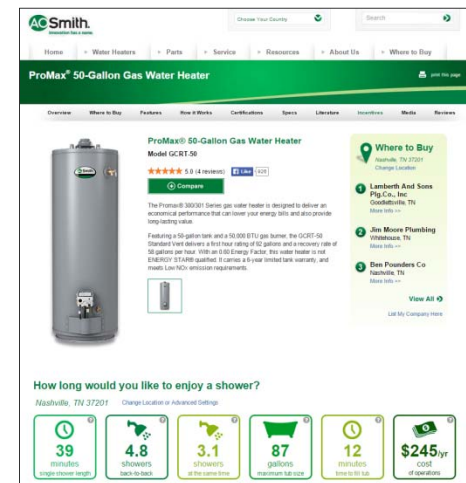 AO Smith.
Innovation has a name.
Choose Your Country
Search
Home
Water Heaters
Parts
Service
Resources
About Us
Where to Buy
ProMax® 50-Gallon Gas Water Heater
print this page
Overview
Where to Buy
Features
How it Works
Certifications
Specs
Literature
Incentives
Media
Reviews
ProMax® 50-Gallon Gas Water Heater
Model GCRT-50
5.0 (4 reviews)
Like
Compare
The Promax® 300/301 Series gas water heater is designed to deliver an
economical performance that can lower your energy bills and also provide
long-lasting value.
Featuring a 50-gallon tank and a 50,000 BTU gas burner, the GCRT-50
Standard Vent delivers a first hour rating of 92 gallons and a recovery rate of
58 gallons per hour. With an 0.60 Energy Factor, this water heater is not
ENERGY STAR® qualified. It carries a 6-year limited tank warranty, and
meets Low NOx emission requirements.
Where to Buy
Nashville, TN 37201
Change Location
1 Lamberth And Sons
Plg.Co., Inc
Goodlettsville, TN
More Info >>
2 Jim Moore Plumbing
Whitehouse, TN
More Info >>
3 Ben Pounders Co
Nashville, TN
More Info >>
View All
List My Company Here
How long would you like to enjoy a shower?
Nashville, TN 37201 Change Location or Advanced Settings
39
minutes
single shower length
4.8
showers
back-to-back
3.1
showers
at the same time
87
gallons
maximum tub size
12
minutes
time to fill tub
$245/yr
cost
of operations